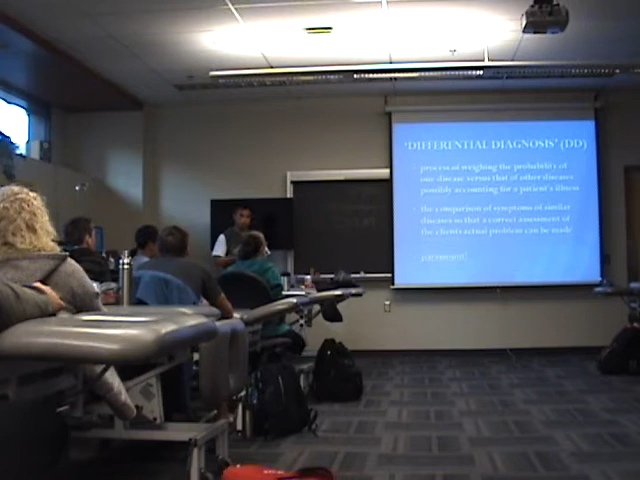 'DIFFERENTIAL DIAGNOSIS' (DD)
process of weighing the probability of
one disease versus that of other diseases
possibly accounting for a patient's illness
the comparison of symptoms of similar
diseases so that a correct assessment of
the clients actual problem can be made